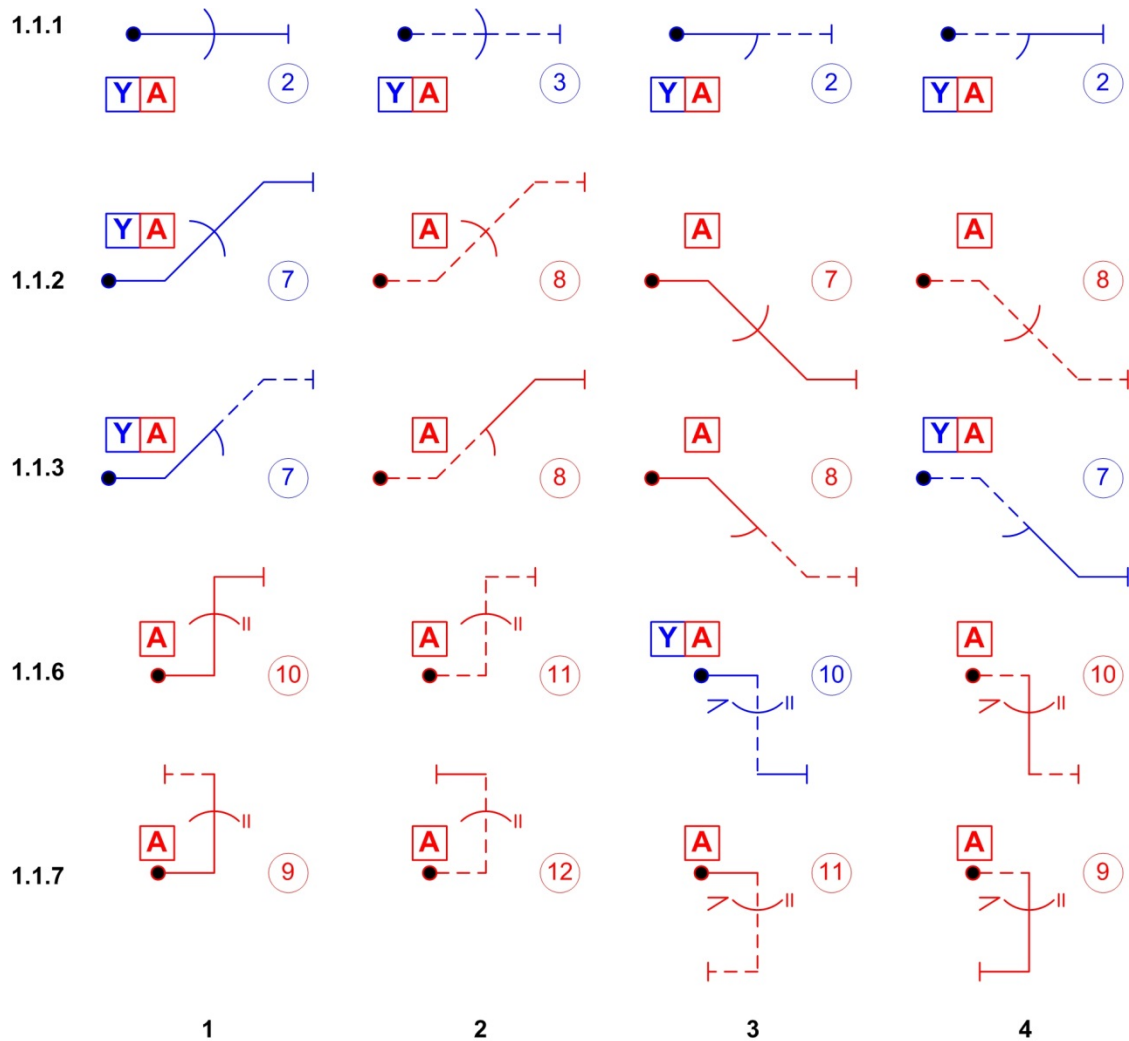 1.1.1
Y A 2
Y A 3
Y A 2
Y A 2
1.1.2
Y A 7
A 8
A 7
A 8
1.1.3
Y A 7
A 8
A 8
Y A 7
1.1.6
A 10
A 11
Y A 10
A 10
1.1.7
A 9
A 12
A 11
A 9
1 2 3 4